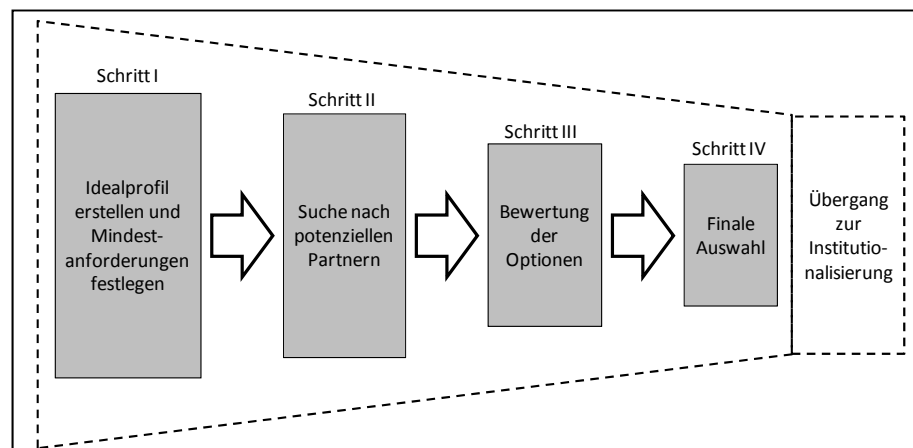 Schritt I
Idealprofil
erstellen und
Mindest-
anforderungen
festlegen
Schritt II
Suche nach
potenziellen
Partnern
Schritt III
Bewertung
der
Optionen
Schritt IV
Finale
Auswahl
Übergang
zur
Institutio-
nalisierung